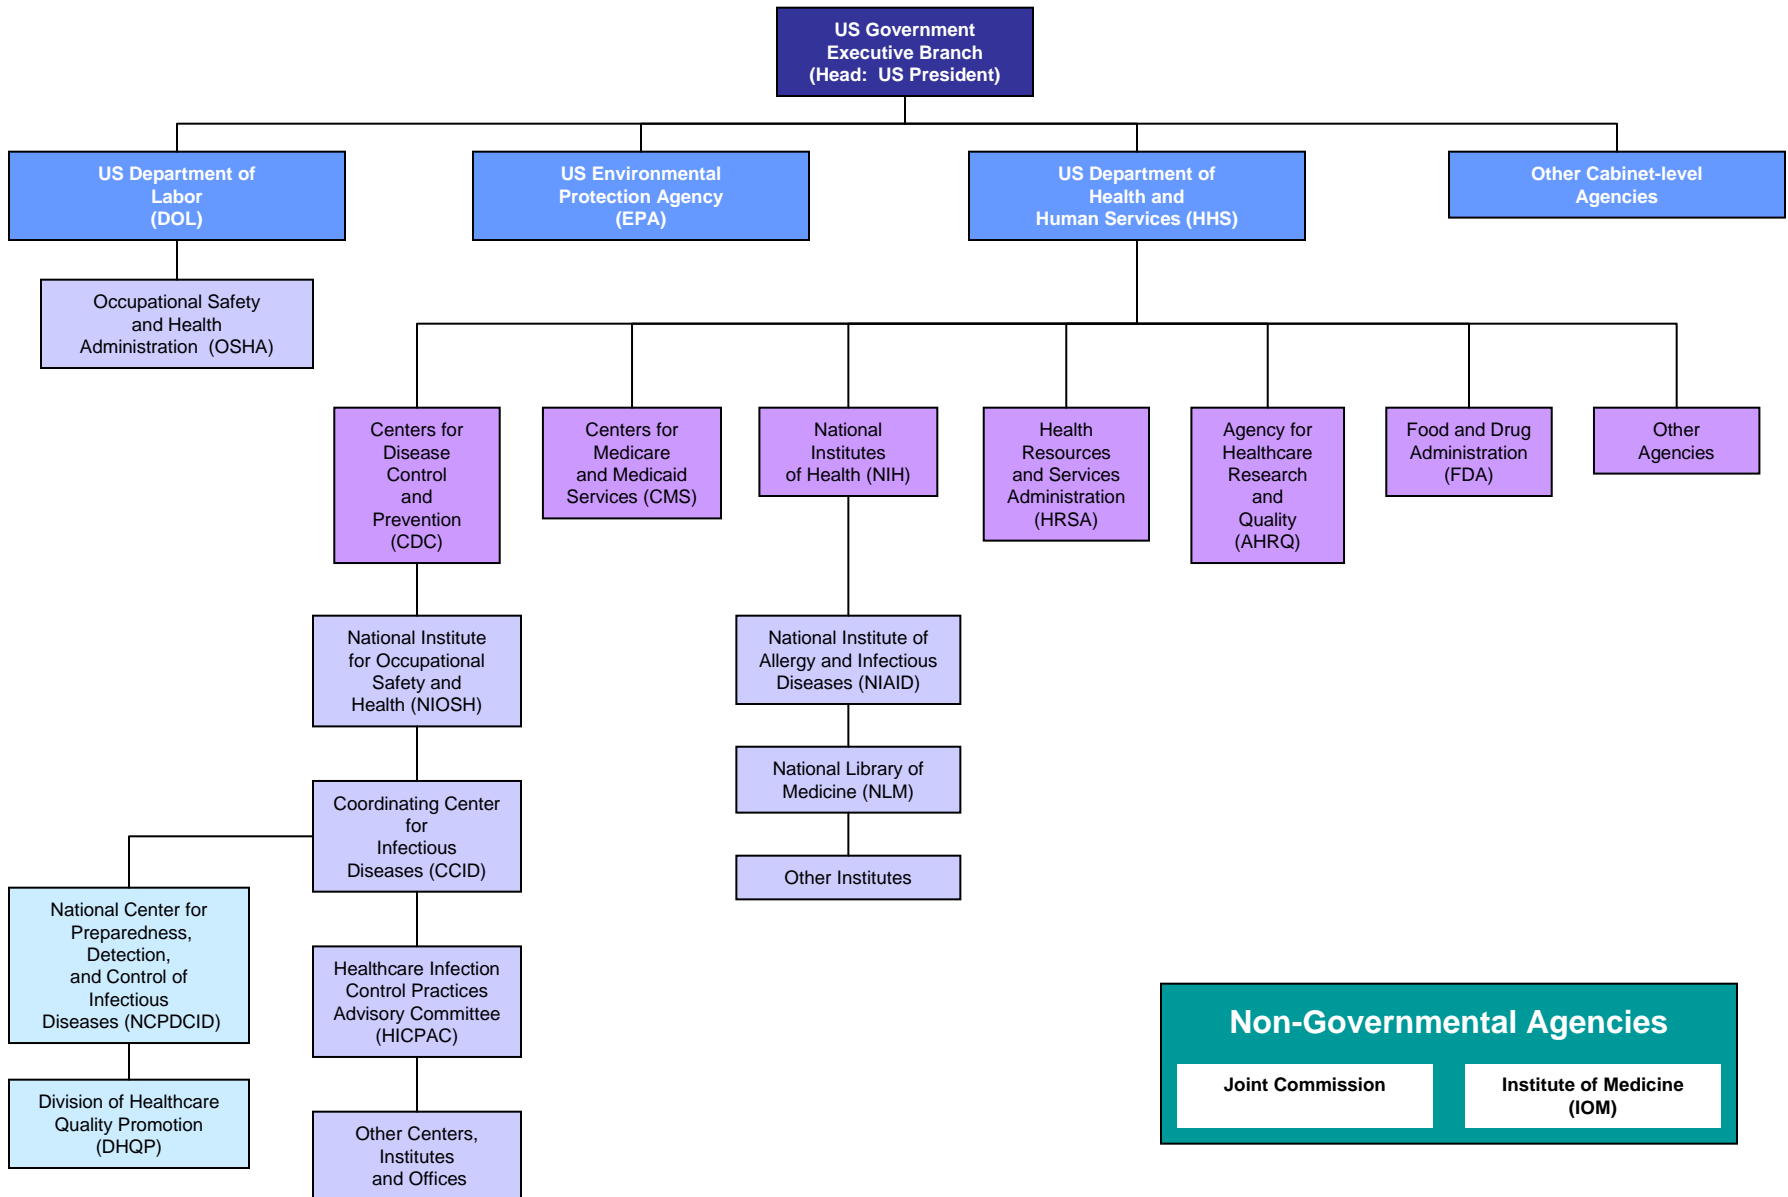 US Government
Executive Branch
(Head: US President)
US Department of
Labor
(DOL)
US Environmental
Protection Agency
(EPA)
US Department of
Health and
Human Services (HHS)
Other Cabinet-level
Agencies
Occupational Safety
and Health
Administration (OSHA)
Centers for
Disease
Control
and
Prevention
(CDC)
Centers for
Medicare
and Medicaid
Services (CMS)
National
Institutes
of Health (NIH)
Health
Resources
and Services
Administration
(HRSA)
Agency for
Healthcare
Research
and
Quality
(AHRQ)
Food and Drug
Administration
(FDA)
Other
Agencies
National Institute
for Occupational
Safety and
Health (NIOSH)
National Institute of
Allergy and Infectious
Diseases (NIAID)
National Library of
Medicine (NLM)
Coordinating Center
for
Infectious
Diseases (CCID)
Other Institutes
National Center for
Preparedness,
Detection,
and Control of
Infectious
Diseases (NCPDCID)
Healthcare Infection
Control Practices
Advisory Committee
(HICPAC)
Division of Healthcare
Quality Promotion
(DHQP)
Other Centers,
Institutes
and Offices
Non-Governmental Agencies
Joint Commission
Institute of Medicine
(IOM)